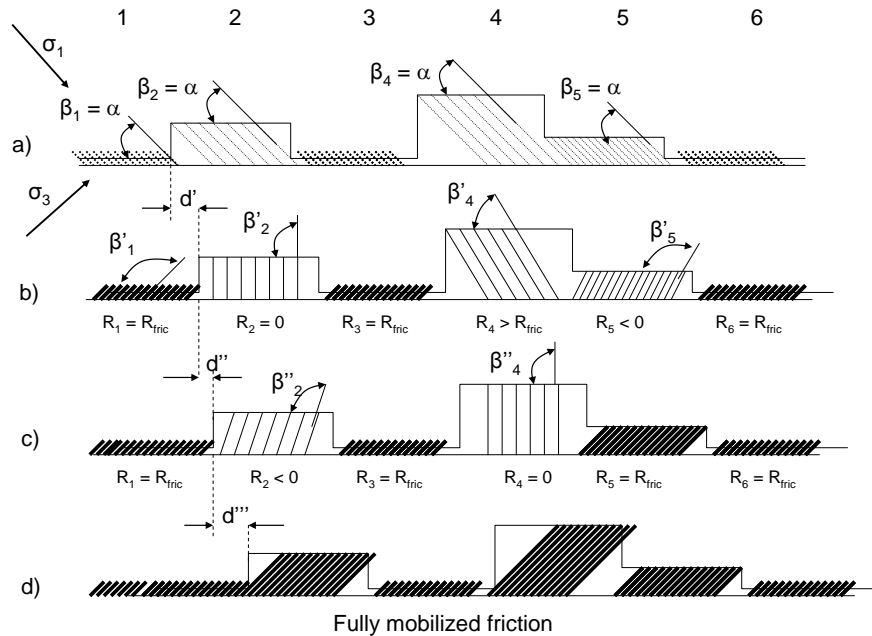 1 2 3 4 5 6
σ1
β1 = α
β2 = α
β4 = α
β5 = α
a)
σ3
d'
β'1
β'2
β'4
β'5
b)
R1 = Rfric R2 = 0 R3 = Rfric R4 > Rfric R5 < 0 R6 = Rfric
d''
β''2
β''4
c)
R1 = Rfric R2 < 0 R3 = Rfric R4 = 0 R5 = Rfric R6 = Rfric
d'''
d)
Fully mobilized friction